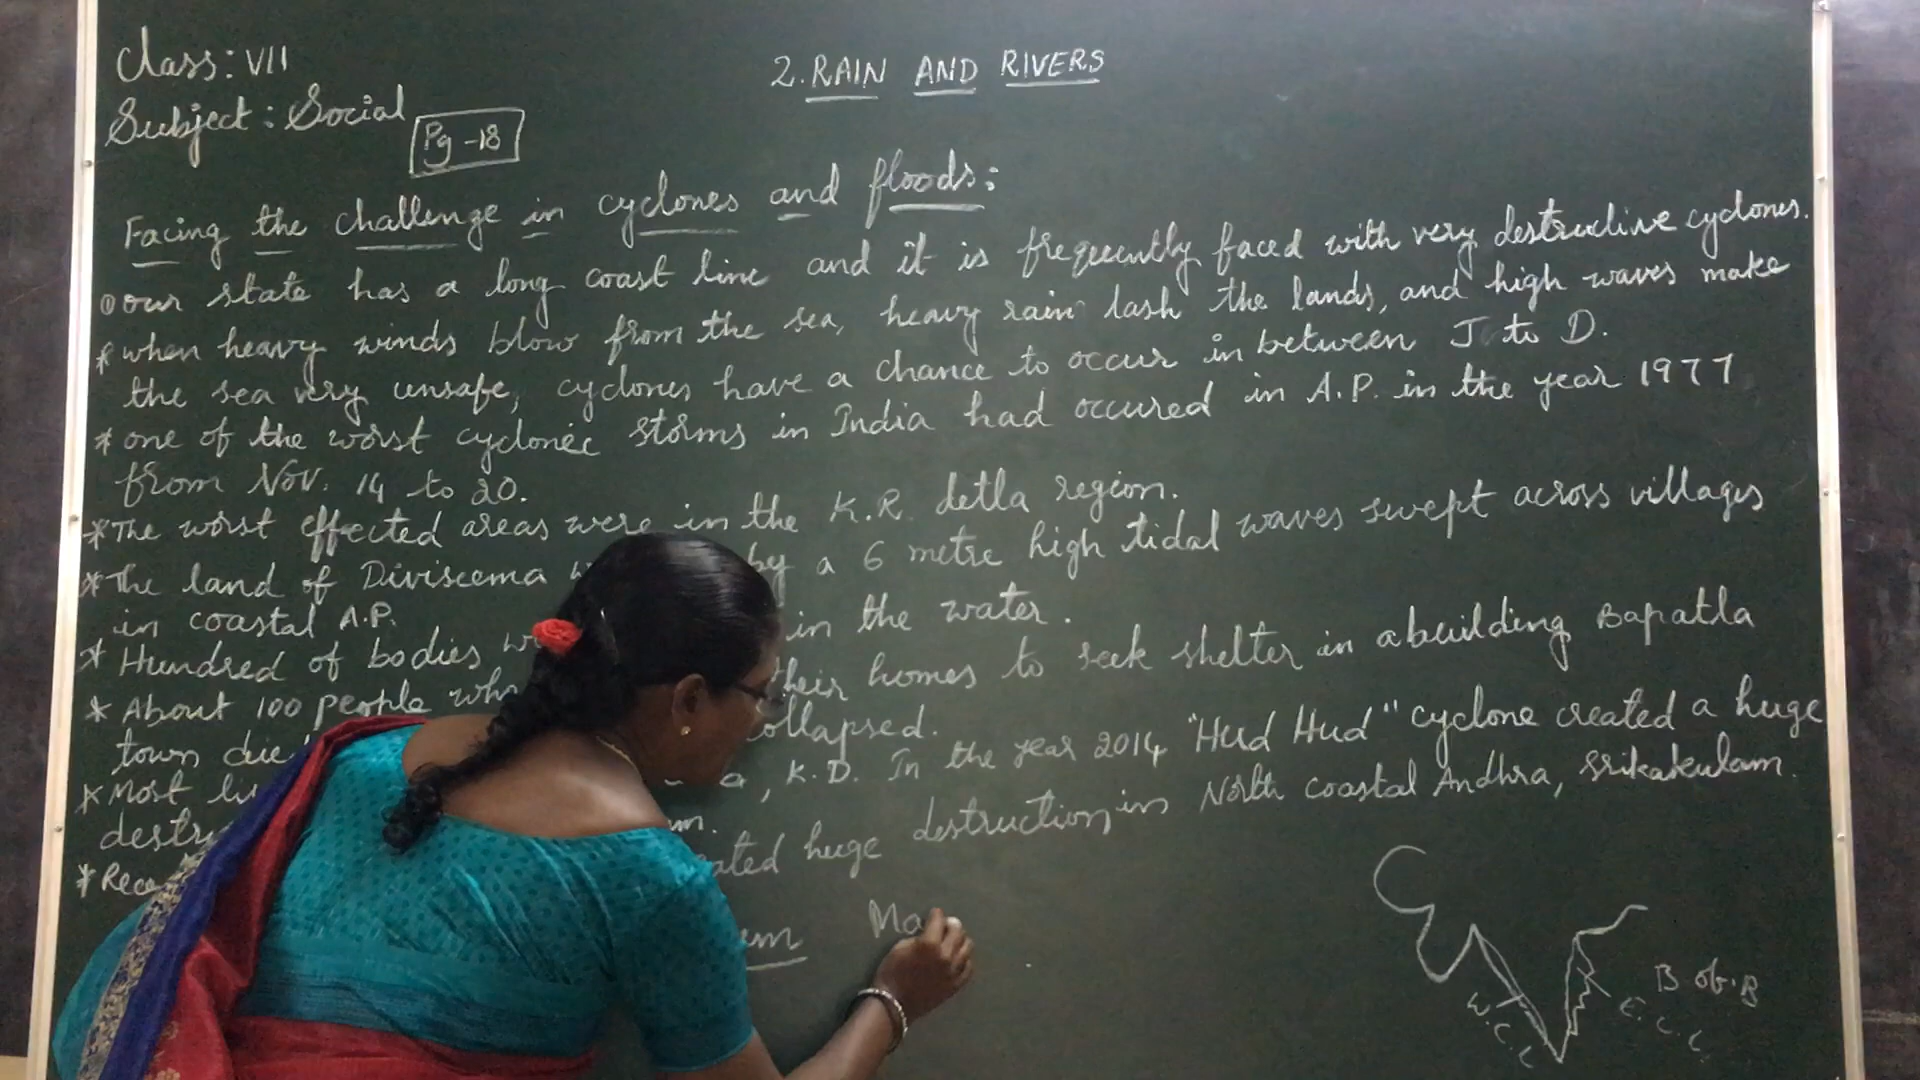 Class: VII
2. RAIN AND RIVERS
Subject: Social
Pg - 18
Facing the challenge in cyclones and floods:
① our state has a long coast line and it is frequently faced with very destructive cyclones.
* when heavy winds blow from the sea, heavy rain lash the lands, and high waves make
the sea very unsafe, cyclones have a chance to occur in between J to D.
* one of the worst cyclonic storms in India had occured in A.P. in the year 1977
from Nov. 14 to 20.
* The worst effected areas were in the K.R. detla region.
* The land of Diviseema by a 6 metre high tidal waves swept across villages
in coastal A.P.
* Hundred of bodies in the water.
* About 100 people who their homes to seek shelter in a building Bapatla
town died collapsed.
* Most , K.D. In the year 2014 "Hud Hud" cyclone created a huge
* huge destruction in North coastal Andhra, Srikakulam.
Ma
B of B
W.C.L
E.C.L